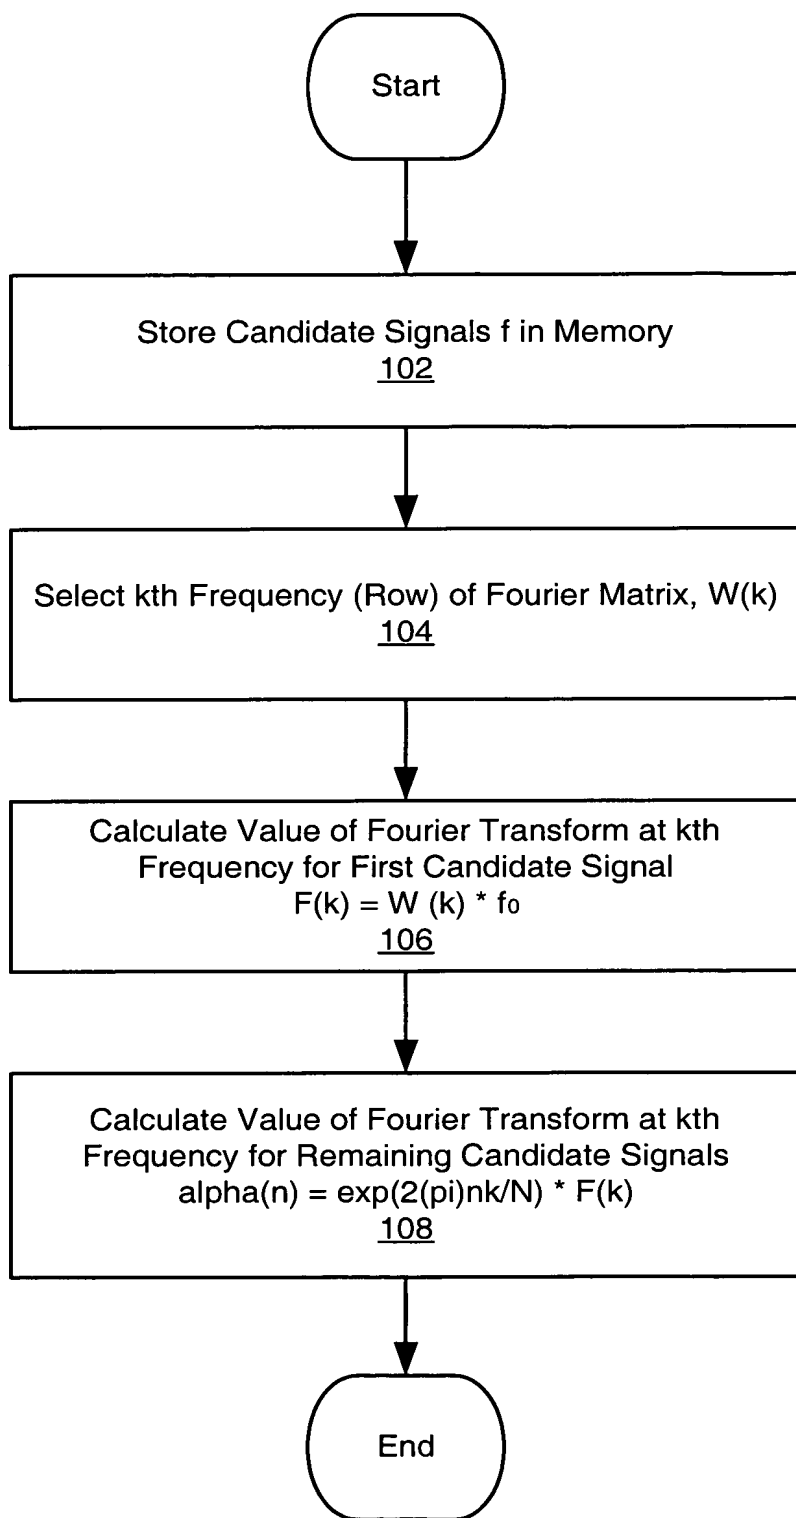 Start
Store Candidate Signals f in Memory
102
Select kth Frequency (Row) of Fourier Matrix, W(k)
104
Calculate Value of Fourier Transform at kth
Frequency for First Candidate Signal
F(k) = W (k) * f0
106
Calculate Value of Fourier Transform at kth
Frequency for Remaining Candidate Signals
alpha(n) = exp(2(pi)nk/N) * F(k)
108
End